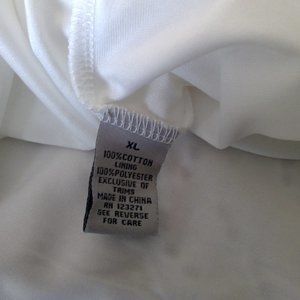 XL
100%COTTON
LINING
100%POLYESTER
EXCLUSIVE OF
TRIMS
MADE IN CHINA
RN 123271
SEE REVERSE
FOR CARE